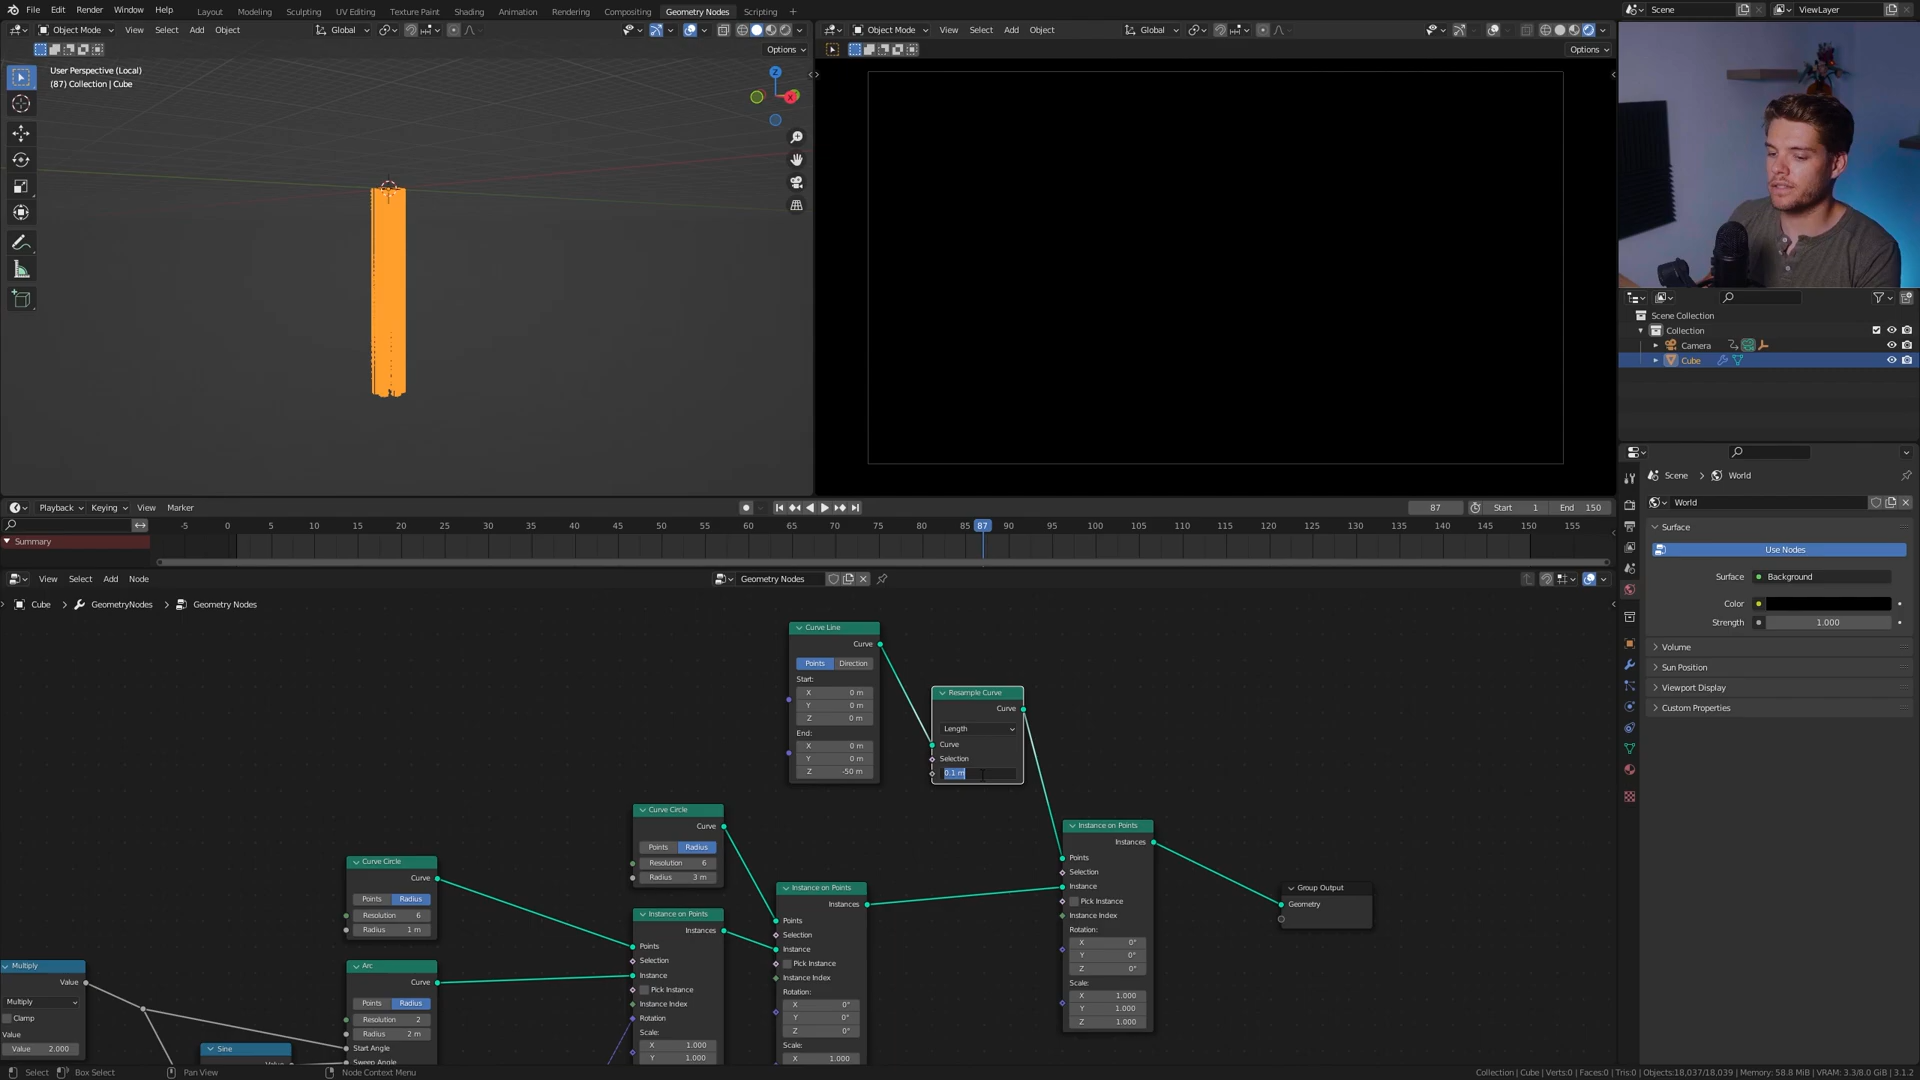 File Edit Render Window Help Layout Modeling Sculpting UV Editing Texture Paint Shading Animation Rendering Compositing Geometry Nodes Scripting +
Scene
ViewLayer
Object Mode View Select Add Object Global
Object Mode View Select Add Object Global
Options
Options
User Perspective (Local)
(87) Collection | Cube
Z
X
Scene Collection
Collection
Camera
Cube
Scene > World
World
Surface
Use Nodes
Surface Background
Color
Strength 1.000
Volume
Sun Position
Viewport Display
Custom Properties
Playback Keying View Marker
87 Start 1 End 150
-5 0 5 10 15 20 25 30 35 40 45 50 55 60 65 70 75 80 85 87 90 95 100 105 110 115 120 125 130 135 140 145 150 155
Summary
View Select Add Node
Geometry Nodes
Cube > GeometryNodes > Geometry Nodes
Curve Line
Curve
Points Direction
Start:
X 0 m
Y 0 m
Z 0 m
End:
X 0 m
Y 0 m
Z -50 m
Resample Curve
Curve
Length
Curve
Selection
0.1 m
Curve Circle
Curve
Points Radius
Resolution 6
Radius 3 m
Curve Circle
Curve
Points Radius
Resolution 6
Radius 1 m
Instance on Points
Instances
Points
Selection
Instance
Pick Instance
Instance Index
Rotation:
X 0°
Y 0°
Z 0°
Scale:
X 1.000
Y 1.000
Z 1.000
Group Output
Geometry
Instance on Points
Instances
Points
Selection
Instance
Pick Instance
Instance Index
Rotation:
X 0°
Y 0°
Z 0°
Scale:
X 1.000
Instance on Points
Instances
Points
Selection
Instance
Pick Instance
Instance Index
Rotation
Scale:
X 1.000
Y 1.000
Arc
Curve
Points Radius
Resolution 2
Radius 2 m
Start Angle
Sweep Angle
Multiply
Value
Multiply
Clamp
Value
Value 2.000
Sine
Select Box Select Pan View Node Context Menu
Collection | Cube | Verts:0 | Faces:0 | Tris:0 | Objects:18,037/18,039 | Memory: 58.8 MiB | VRAM: 3.3/8.0 GiB | 3.1.2